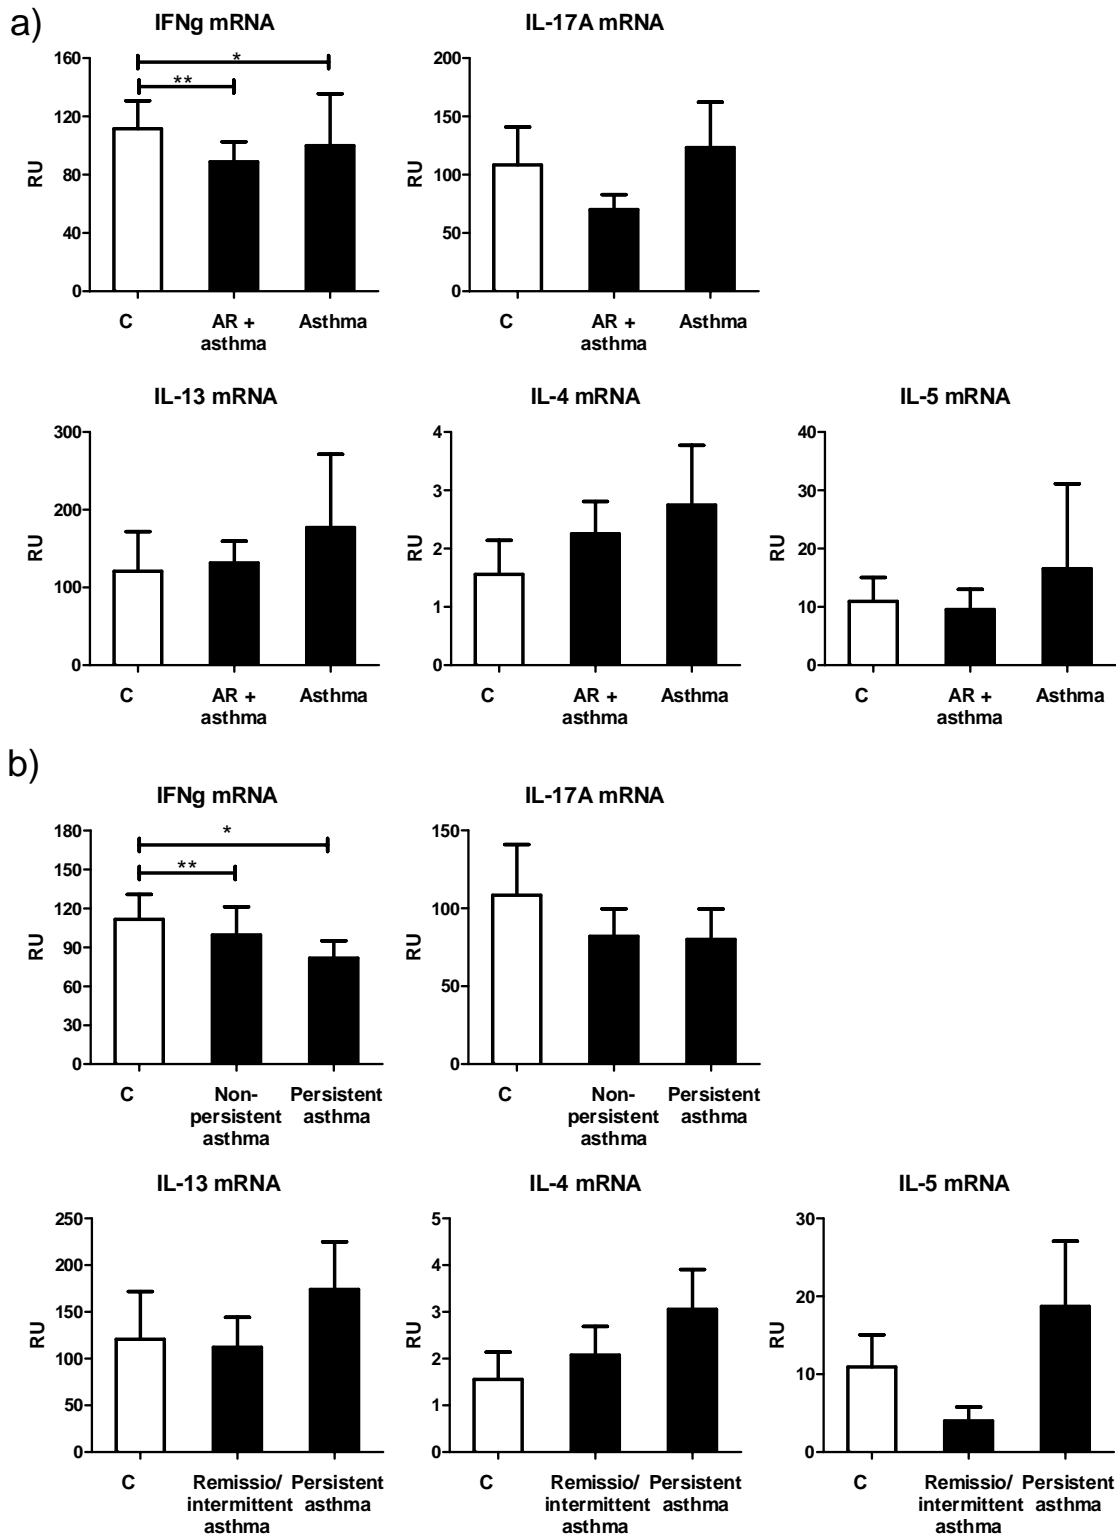 a)
IFNg mRNA
IL-17A mRNA
160
120
80
40
0
RU
*
**
C
AR +
asthma
Asthma
200
150
100
50
0
RU
C
AR +
asthma
Asthma
IL-13 mRNA
IL-4 mRNA
IL-5 mRNA
300
200
100
0
RU
C
AR +
asthma
Asthma
4
3
2
1
0
RU
C
AR +
asthma
Asthma
40
30
20
10
0
RU
C
AR +
asthma
Asthma
b)
IFNg mRNA
IL-17A mRNA
180
150
120
90
60
30
0
RU
*
**
C
Non-
persistent
asthma
Persistent
asthma
150
100
50
0
RU
C
Non-
persistent
asthma
Persistent
asthma
IL-13 mRNA
IL-4 mRNA
IL-5 mRNA
250
200
150
100
50
0
RU
C
Remissio/
intermittent
asthma
Persistent
asthma
5
4
3
2
1
0
RU
C
Remissio/
intermittent
asthma
Persistent
asthma
30
20
10
0
RU
C
Remissio/
intermittent
asthma
Persistent
asthma